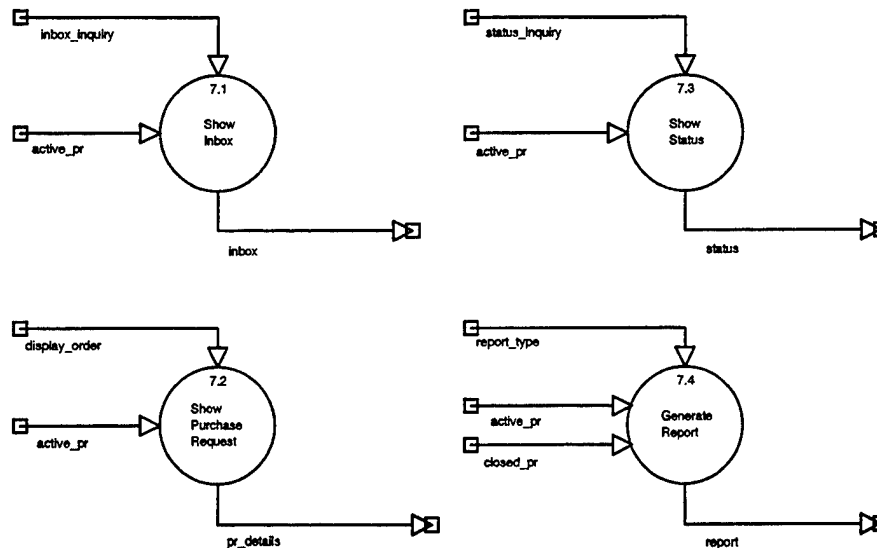 inbox_inquiry
7.1
Show
Inbox
active_pr
inbox
status_inquiry
7.3
Show
Status
active_pr
status
display_order
7.2
Show
Purchase
Request
active_pr
pr_details
report_type
7.4
Generate
Report
active_pr
closed_pr
report